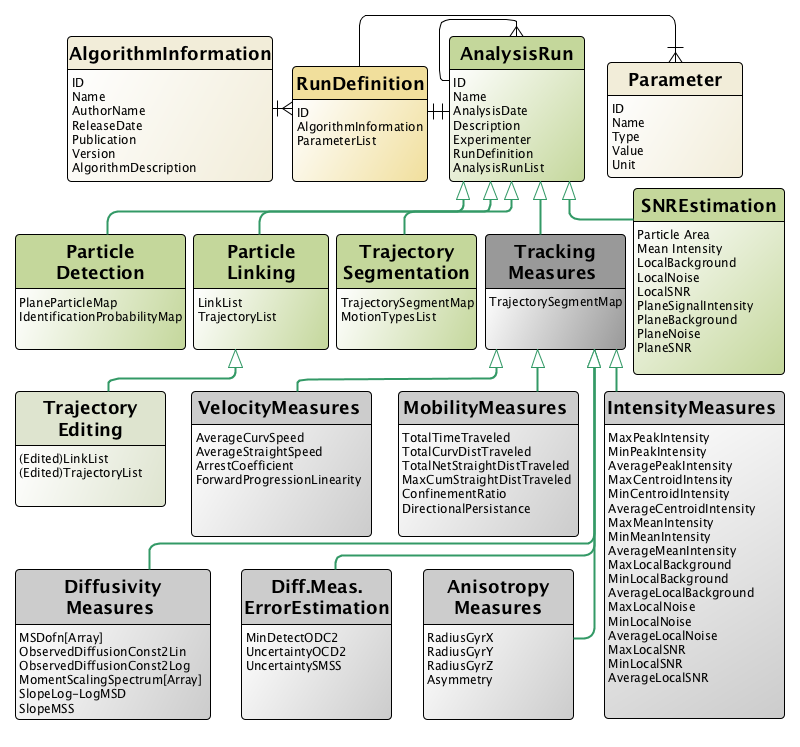 AlgorithmInformation
ID
Name
AuthorName
ReleaseDate
Publication
Version
AlgorithmDescription
RunDefinition
ID
AlgorithmInformation
ParameterList
AnalysisRun
ID
Name
AnalysisDate
Description
Experimenter
RunDefinition
AnalysisRunList
Parameter
ID
Name
Type
Value
Unit
Particle
Detection
PlaneParticleMap
IdentificationProbabilityMap
Particle
Linking
LinkList
TrajectoryList
Trajectory
Segmentation
TrajectorySegmentMap
MotionTypesList
Tracking
Measures
TrajectorySegmentMap
SNREstimation
Particle Area
Mean Intensity
LocalBackground
LocalNoise
LocalSNR
PlaneSignalIntensity
PlaneBackground
PlaneNoise
PlaneSNR
Trajectory
Editing
(Edited)LinkList
(Edited)TrajectoryList
VelocityMeasures
AverageCurvSpeed
AverageStraightSpeed
ArrestCoefficient
ForwardProgressionLinearity
MobilityMeasures
TotalTimeTraveled
TotalCurvDistTraveled
TotalNetStraightDistTraveled
MaxCumStraightDistTraveled
ConfinementRatio
DirectionalPersistance
IntensityMeasures
MaxPeakIntensity
MinPeakIntensity
AveragePeakIntensity
MaxCentroidIntensity
MinCentroidIntensity
AverageCentroidIntensity
MaxMeanIntensity
MinMeanIntensity
AverageMeanIntensity
MaxLocalBackground
MinLocalBackground
AverageLocalBackground
MaxLocalNoise
MinLocalNoise
AverageLocalNoise
MaxLocalSNR
MinLocalSNR
AverageLocalSNR
Diffusivity
Measures
MSDofn[Array]
ObservedDiffusionConst2Lin
ObservedDiffusionConst2Log
MomentScalingSpectrum[Array]
SlopeLog-LogMSD
SlopeMSS
Diff.Meas.
ErrorEstimation
MinDetectODC2
UncertaintyOCD2
UncertaintySMSS
Anisotropy
Measures
RadiusGyrX
RadiusGyrY
RadiusGyrZ
Asymmetry